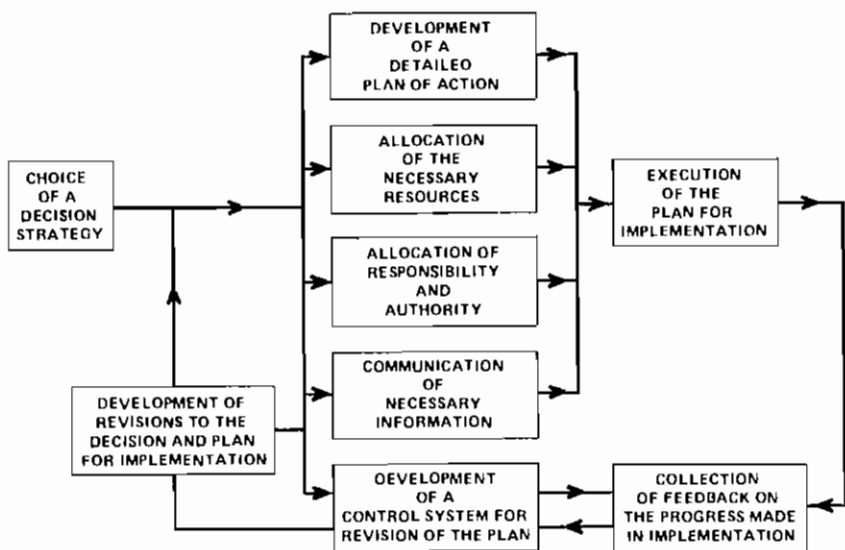 CHOICE
OF A
DECISION
STRATEGY
DEVELOPMENT
OF A
DETAILEO
PLAN OF ACTION
ALLOCATION
OF THE
NECESSARY
RESOURCES
ALLOCATION OF
RESPONSIBILITY
AND
AUTHORITY
COMMUNICATION
OF
NECESSARY
INFORMATION
OEVELOPMENT
OF A
CONTROL SYSTEM FOR
REVISION OF THE PLAN
EXECUTION
OF THE
PLAN FOR
IMPLEMENTATION
COLLECTION
OF FEEDBACK ON
THE PROGRESS MADE
IN IMPLEMENTATION
DEVELOPMENT OF
REVISIONS TO THE
DECISION AND PLAN
FOR IMPLEMENTATION